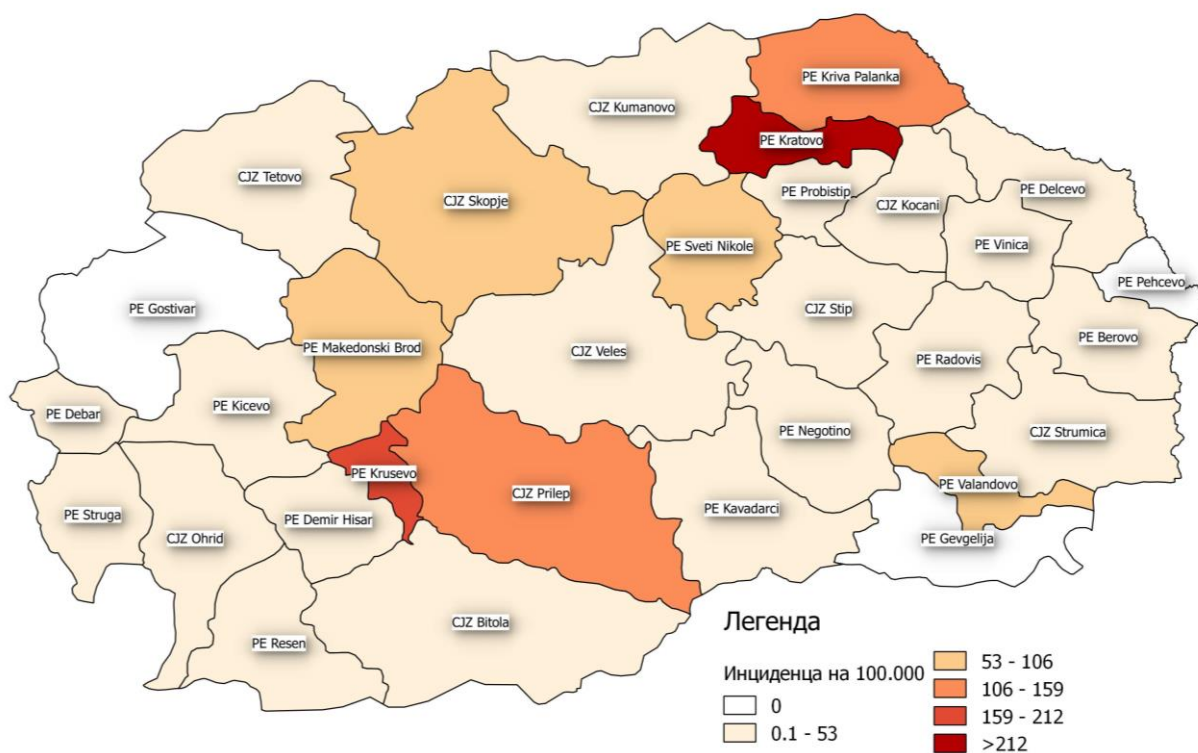 PE Kriva Palanka
CJZ Kumanovo
PE Kratovo
CJZ Tetovo
PE Probistip
PE Delcevo
CJZ Skopje
CJZ Kocani
PE Sveti Nikole
PE Vinica
PE Pehcevo
PE Gostivar
CJZ Stip
PE Berovo
PE Makedonski Brod
CJZ Veles
PE Radovis
PE Debar
PE Kicevo
PE Negotino
CJZ Strumica
PE Krusevo
CJZ Prilep
PE Valandovo
PE Struga
PE Demir Hisar
PE Kavadarci
CJZ Ohrid
PE Gevgelija
CJZ Bitola
PE Resen
Легенда
Инциденца на 100.000
0
0.1 - 53
53 - 106
106 - 159
159 - 212
>212